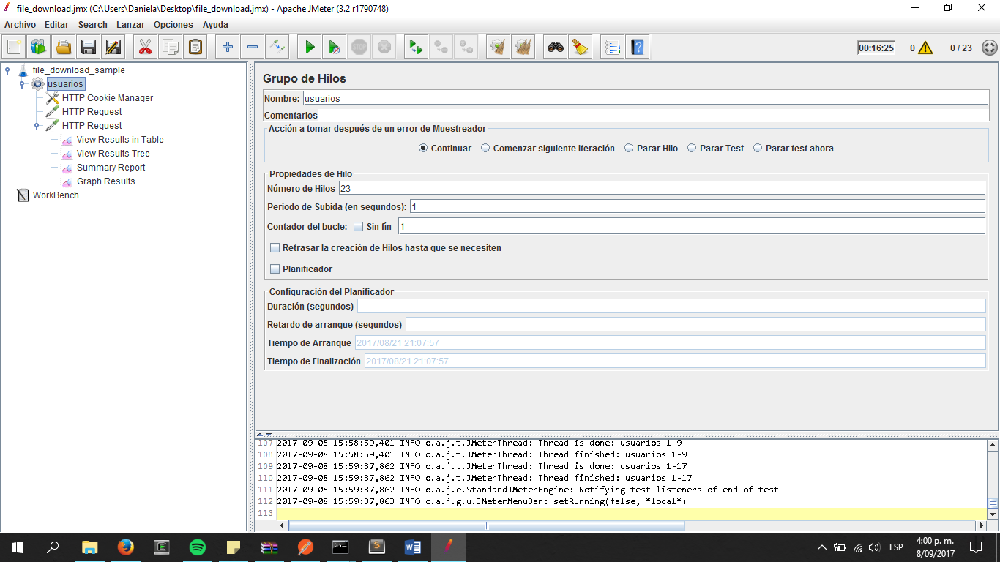 file_download.jmx (C:\Users\Daniela\Desktop\file_download.jmx) - Apache JMeter (3.2 r1790748)
Archivo Editar Search Lanzar Opciones Ayuda
00:16:25 0 0 / 23
file_download_sample
usuarios
HTTP Cookie Manager
HTTP Request
HTTP Request
View Results in Table
View Results Tree
Summary Report
Graph Results
WorkBench
Grupo de Hilos
Nombre: usuarios
Comentarios
Acción a tomar después de un error de Muestreador
Continuar Comenzar siguiente iteración Parar Hilo Parar Test Parar test ahora
Propiedades de Hilo
Número de Hilos 23
Periodo de Subida (en segundos): 1
Contador del bucle: Sin fin 1
Retrasar la creación de Hilos hasta que se necesiten
Planificador
Configuración del Planificador
Duración (segundos)
Retardo de arranque (segundos)
Tiempo de Arranque 2017/08/21 21:07:57
Tiempo de Finalización 2017/08/21 21:07:57
107 2017-09-08 15:58:59,401 INFO o.a.j.t.JMeterThread: Thread is done: usuarios 1-9
108 2017-09-08 15:58:59,401 INFO o.a.j.t.JMeterThread: Thread finished: usuarios 1-9
109 2017-09-08 15:59:37,862 INFO o.a.j.t.JMeterThread: Thread is done: usuarios 1-17
110 2017-09-08 15:59:37,862 INFO o.a.j.t.JMeterThread: Thread finished: usuarios 1-17
111 2017-09-08 15:59:37,862 INFO o.a.j.e.StandardJMeterEngine: Notifying test listeners of end of test
112 2017-09-08 15:59:37,863 INFO o.a.j.g.u.JMeterMenuBar: setRunning(false, *local*)
113
ESP
4:00 p. m.
8/09/2017